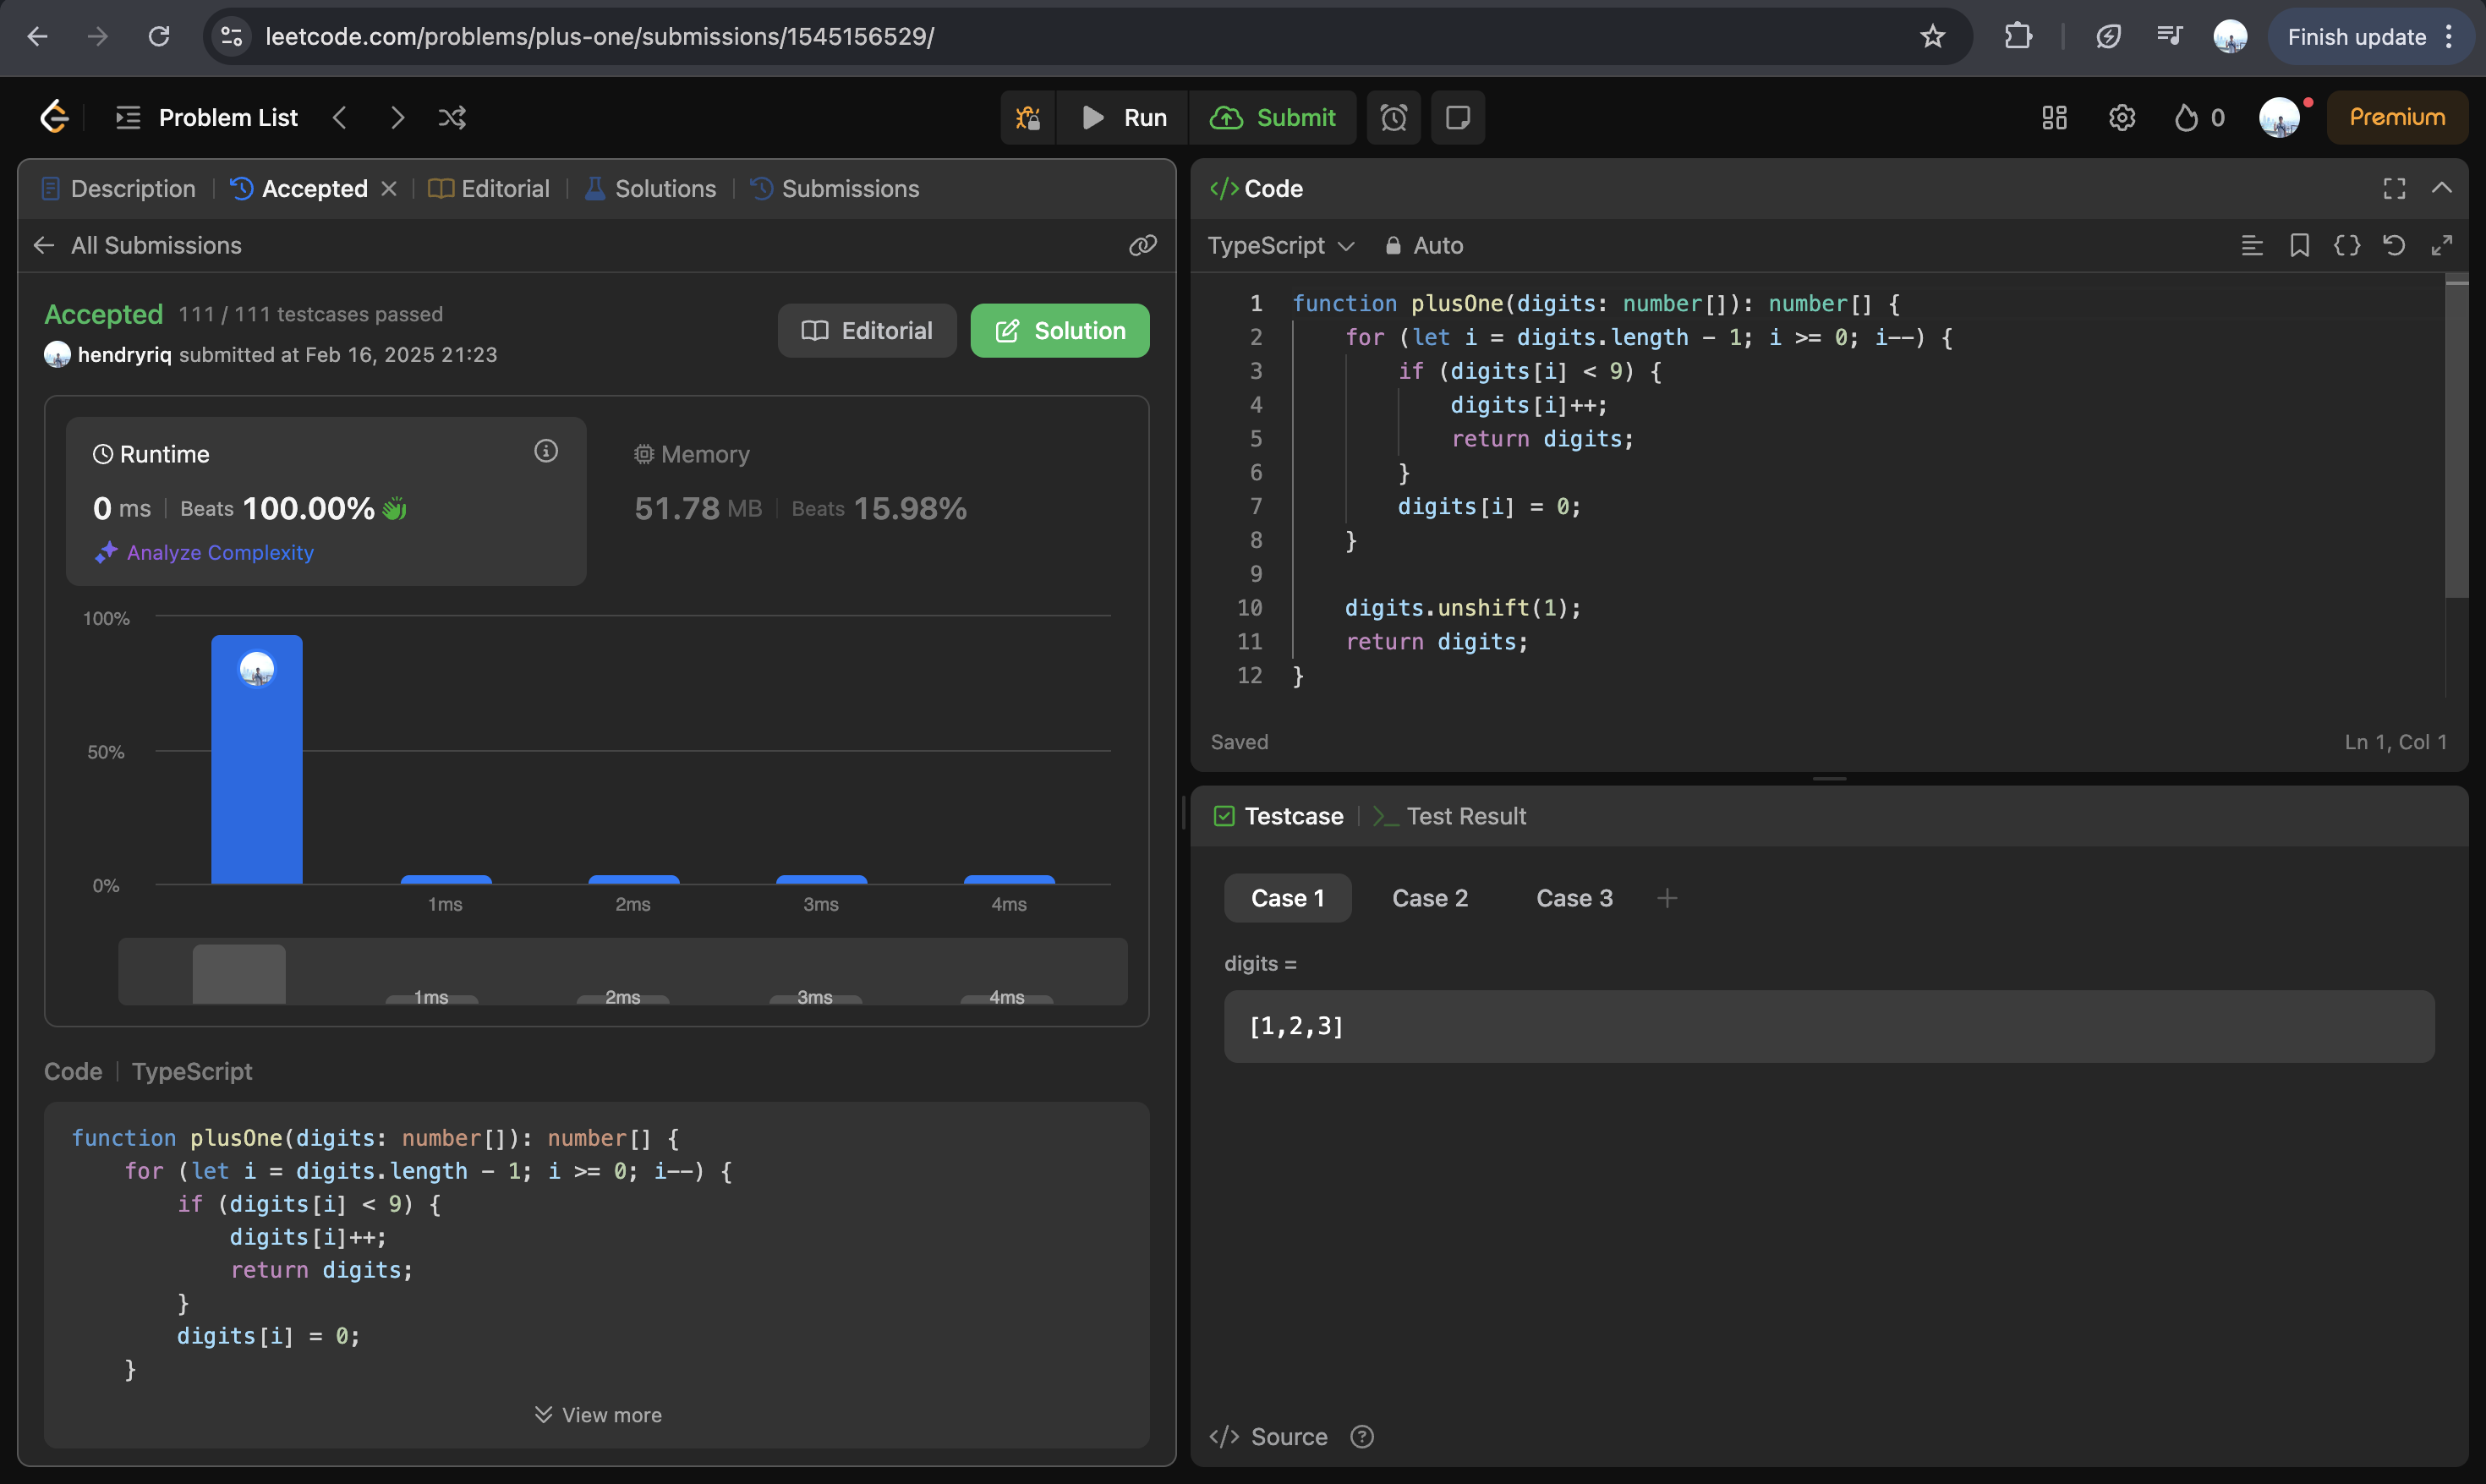 leetcode.com/problems/plus-one/submissions/1545156529/
Finish update
Problem List
Run
Submit
0
Premium
Description
Accepted
Editorial
Solutions
Submissions
All Submissions
Accepted 111 / 111 testcases passed
hendryriq submitted at Feb 16, 2025 21:23
Editorial
Solution
Runtime
0 ms Beats 100.00%
Analyze Complexity
Memory
51.78 MB Beats 15.98%
100%
50%
0%
1ms 2ms 3ms 4ms
1ms 2ms 3ms 4ms
Code TypeScript
function plusOne(digits: number[]): number[] {
    for (let i = digits.length - 1; i >= 0; i--) {
        if (digits[i] < 9) {
            digits[i]++;
            return digits;
        }
        digits[i] = 0;
    }
View more
</> Code
TypeScript
Auto
1 function plusOne(digits: number[]): number[] {
2     for (let i = digits.length - 1; i >= 0; i--) {
3         if (digits[i] < 9) {
4             digits[i]++;
5             return digits;
6         }
7         digits[i] = 0;
8     }
9
10     digits.unshift(1);
11     return digits;
12 }
Saved
Ln 1, Col 1
Testcase
Test Result
Case 1
Case 2
Case 3
digits =
[1,2,3]
</> Source